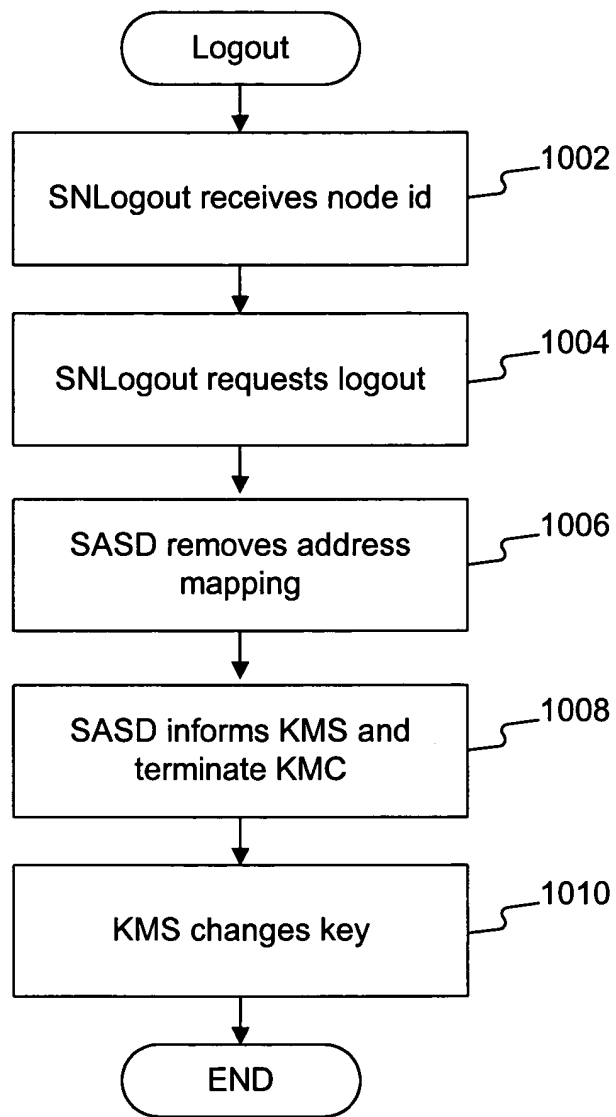 Logout
1002
SNLogout receives node id
1004
SNLogout requests logout
1006
SASD removes address
mapping
1008
SASD informs KMS and
terminate KMC
1010
KMS changes key
END